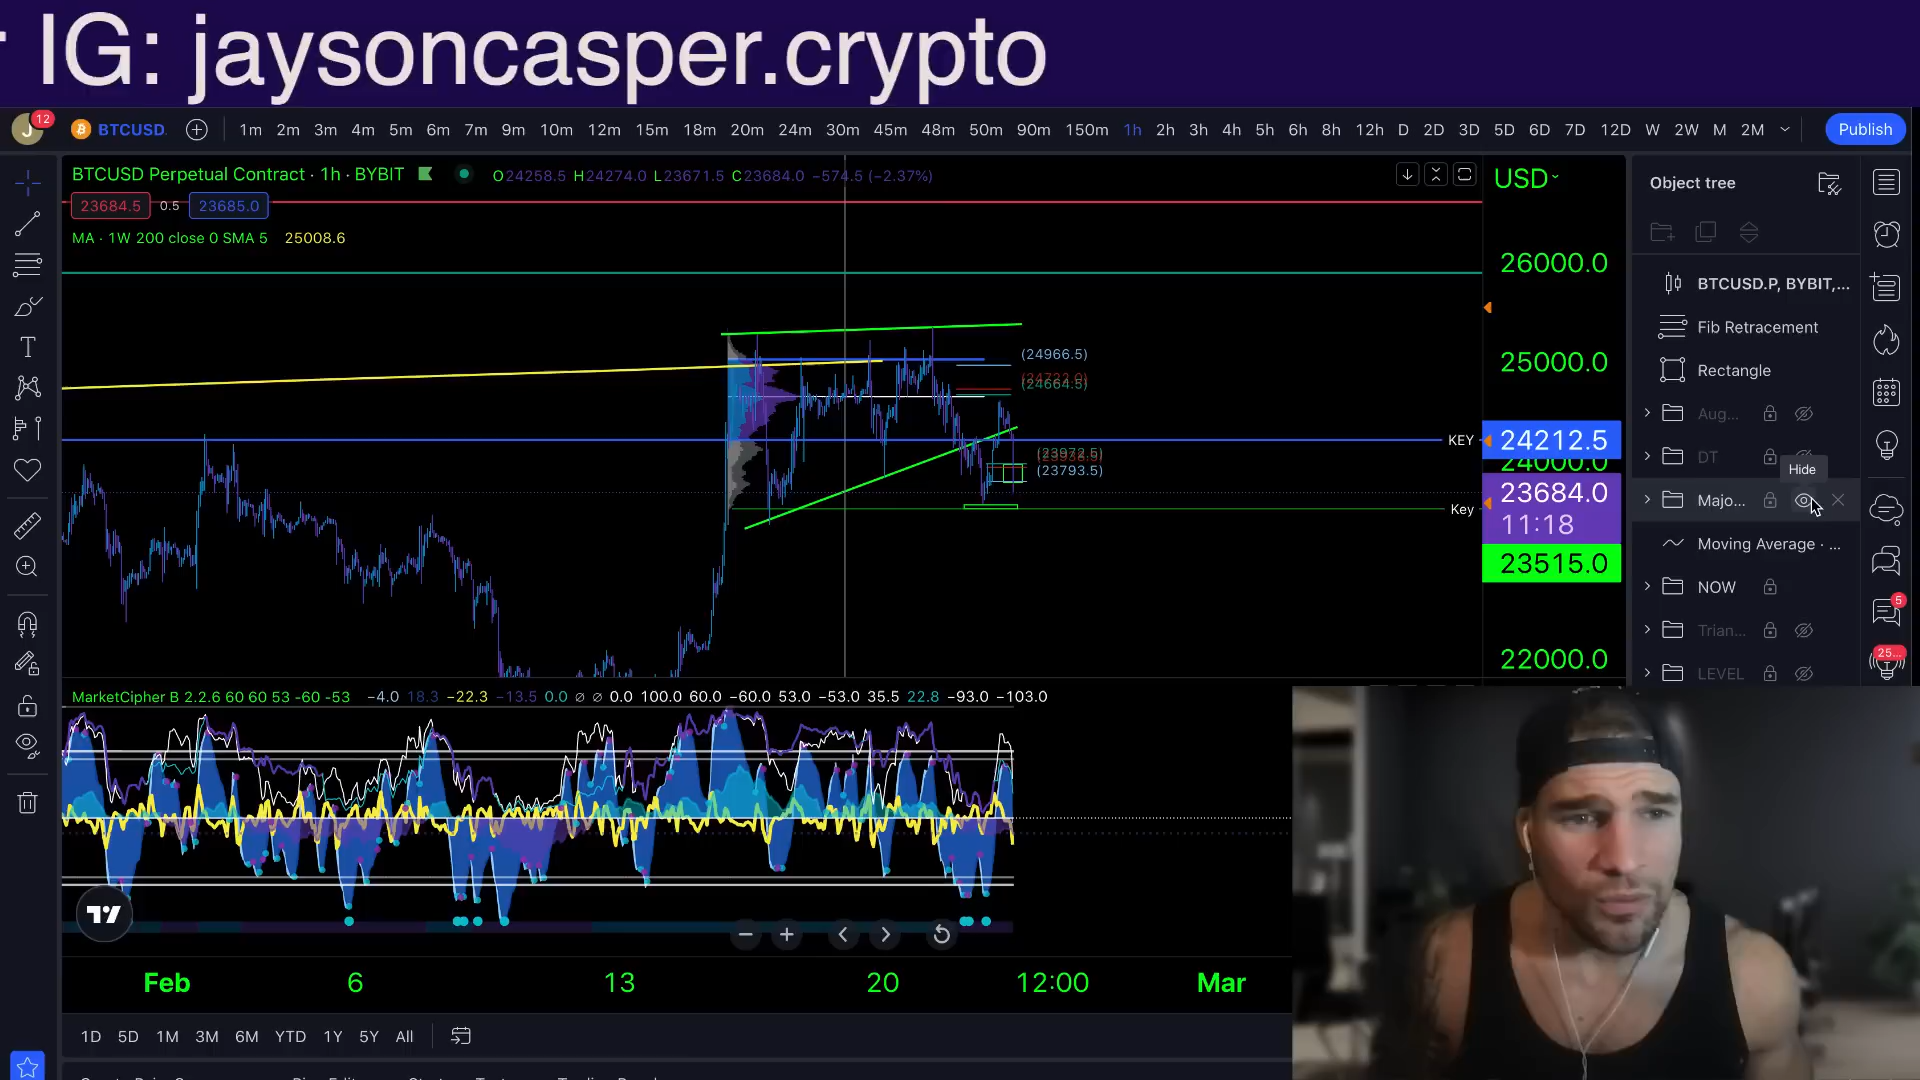 IG: jaysoncasper.crypto
J 12 BTCUSD 1m 2m 3m 4m 5m 6m 7m 9m 10m 12m 15m 18m 20m 24m 30m 45m 48m 50m 90m 150m 1h 2h 3h 4h 5h 6h 8h 12h D 2D 3D 5D 6D 7D 12D W 2W M 2M Publish
BTCUSD Perpetual Contract · 1h · BYBIT O24258.5 H24274.0 L23671.5 C23684.0 −574.5 (−2.37%)
USD
Object tree
23684.5 0.5 23685.0
MA · 1W 200 close 0 SMA 5 25008.6
26000.0
BTCUSD.P, BYBIT,...
Fib Retracement
(24966.5)
25000.0
Rectangle
(24664.5)
Aug...
KEY
24212.5
(23972.5)
DT
24000.0
Hide
(23793.5)
23684.0
Majo...
Key
11:18
Moving Average · ...
23515.0
NOW
5
Trian...
22000.0
25...
LEVEL
MarketCipher B 2.2.6 60 60 53 -60 -53 −4.0 18.3 −22.3 −13.5 0.0 ∅ ∅ 0.0 100.0 60.0 −60.0 53.0 −53.0 35.5 22.8 −93.0 −103.0
Feb 6 13 20 12:00 Mar
1D 5D 1M 3M 6M YTD 1Y 5Y All